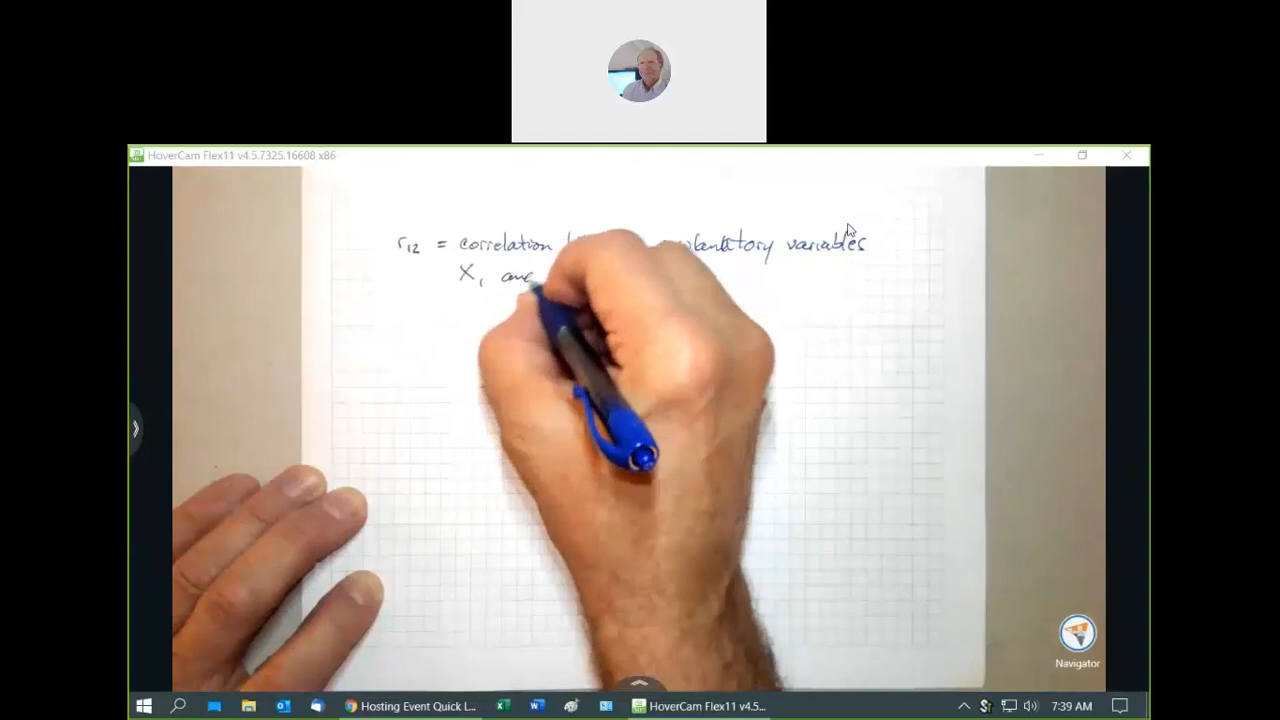 HoverCam Flex11 v4.5.7325.16608 x86
r₁₂ = correlation variables
X₁
Navigator
Hosting Event Quick L...
HoverCam Flex11 v4.5...
7:39 AM